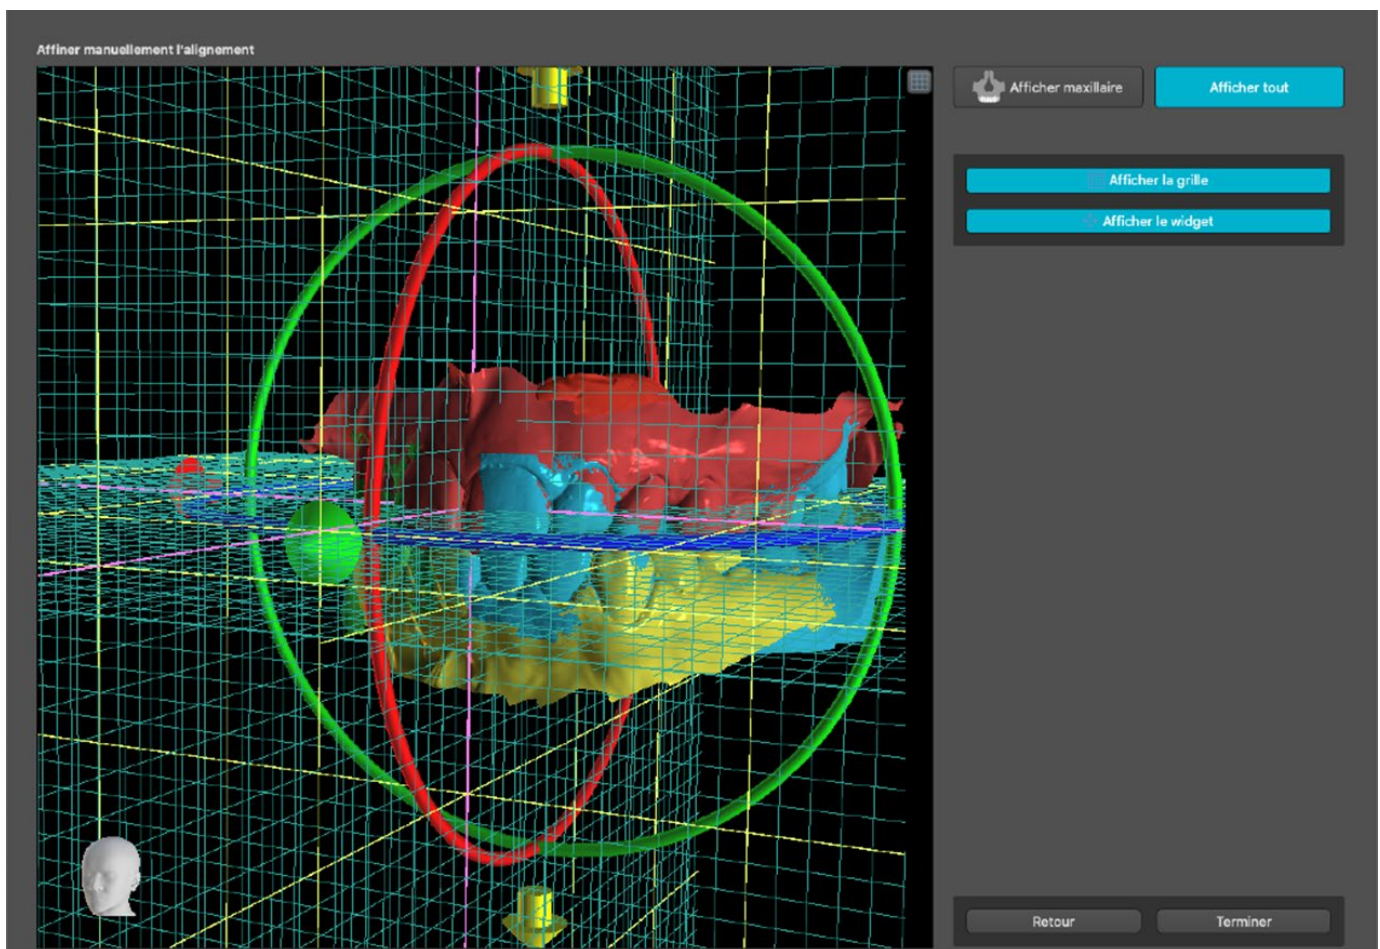 Affiner manuellement l'alignement
Afficher maxillaire
Afficher tout
Afficher la grille
Afficher le widget
Retour
Terminer